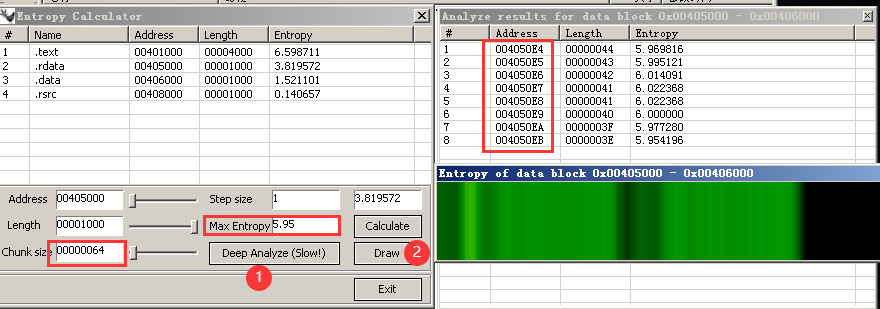 Entropy Calculator
# Name Address Length Entropy
1 .text 00401000 00004000 6.598711
2 .rdata 00405000 00001000 3.819572
3 .data 00406000 00001000 1.521101
4 .rsrc 00408000 00001000 0.140657
Address 00405000 Step size 1 3.819572
Length 00001000 Max Entropy 5.95 Calculate
Chunk size 00000064 Deep Analyze (Slow!) Draw 2
1
Exit
Analyze results for data block 0x00405000 - 0x00406000
# Address Length Entropy
1 004050E4 00000044 5.969816
2 004050E5 00000043 5.995121
3 004050E6 00000042 6.014091
4 004050E7 00000041 6.022368
5 004050E8 00000041 6.022368
6 004050E9 00000040 6.000000
7 004050EA 0000003F 5.977280
8 004050EB 0000003E 5.954196
Entropy of data block 0x00405000 - 0x00406000